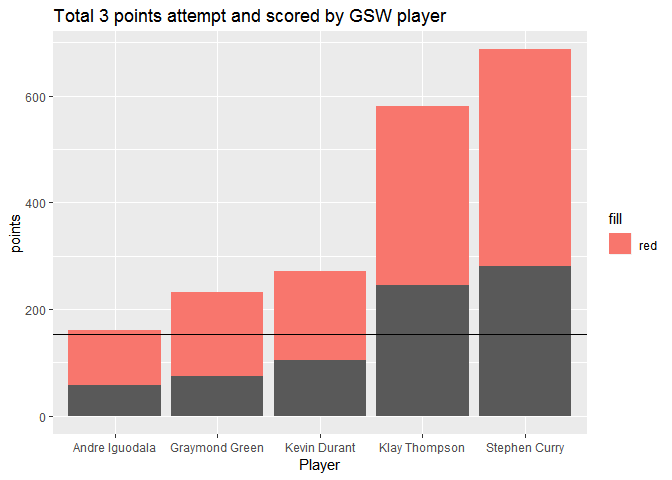 Total 3 points attempt and scored by GSW player
points
600
400
200
0
Andre Iguodala Graymond Green Kevin Durant Klay Thompson Stephen Curry
Player
fill
red